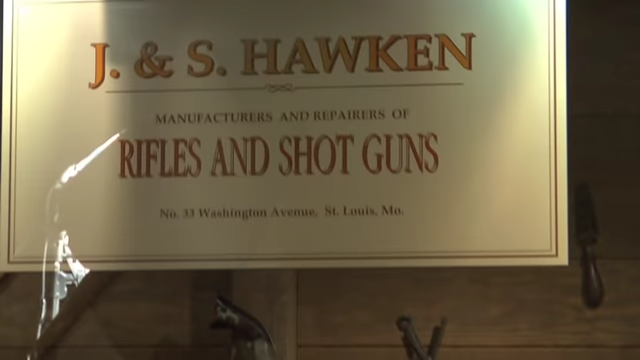 J. & S. HAWKEN
MANUFACTURERS AND REPAIRERS OF
RIFLES AND SHOT GUNS
No. 33 Washington Avenue, St. Louis, Mo.